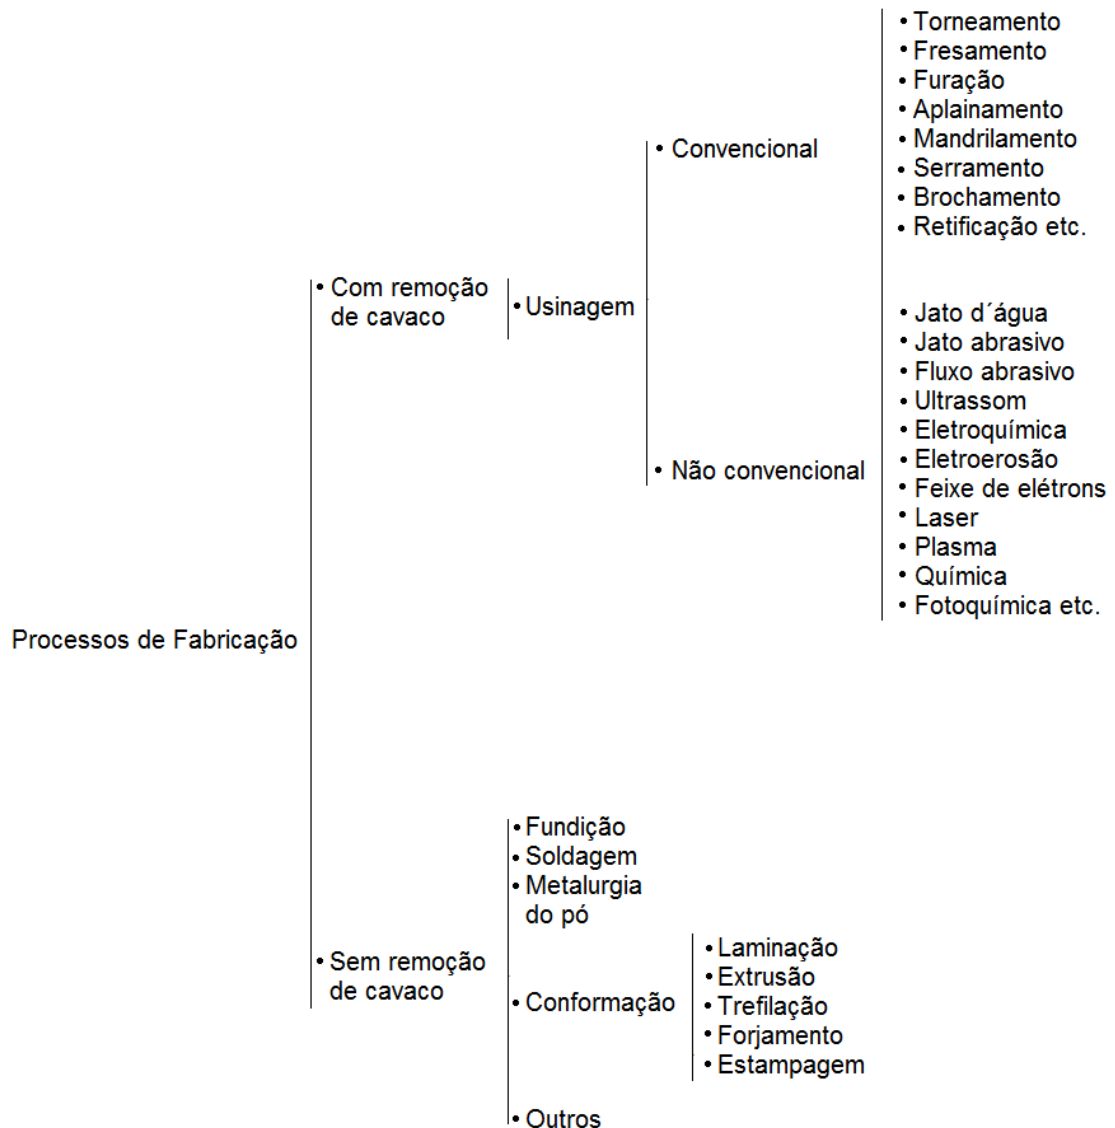 • Torneamento
• Fresamento
• Furação
• Aplainamento
• Mandrilamento
• Serramento
• Brochamento
• Retificação etc.
• Convencional
• Com remoção
de cavaco
• Usinagem
• Jato d´água
• Jato abrasivo
• Fluxo abrasivo
• Ultrassom
• Eletroquímica
• Eletroerosão
• Feixe de elétrons
• Laser
• Plasma
• Química
• Fotoquímica etc.
• Não convencional
Processos de Fabricação
• Fundição
• Soldagem
• Metalurgia
do pó
• Sem remoção
de cavaco
• Conformação
• Laminação
• Extrusão
• Trefilação
• Forjamento
• Estampagem
• Outros